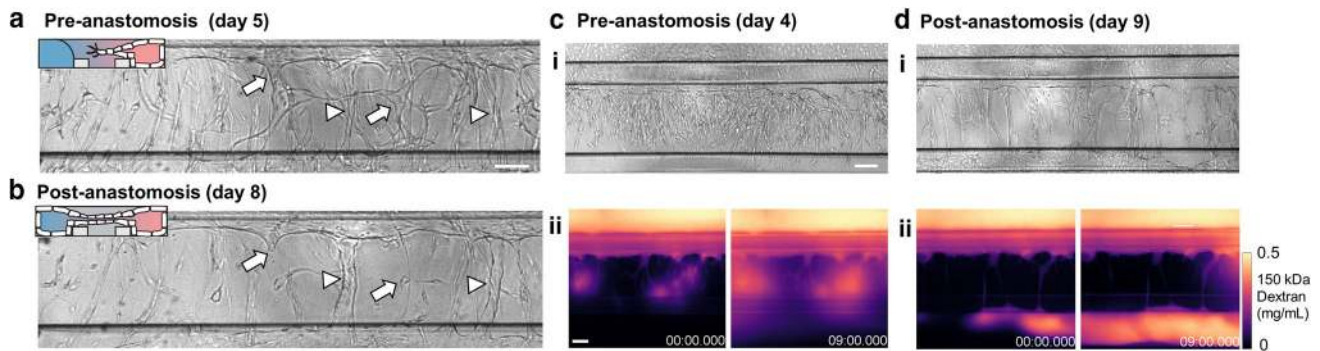 a Pre-anastomosis (day 5)
b Post-anastomosis (day 8)
c Pre-anastomosis (day 4)
i
ii
00:00.000
09:00.000
d Post-anastomosis (day 9)
i
ii
00:00.000
09:00.000
0.5
150 kDa
Dextran
(mg/mL)
0